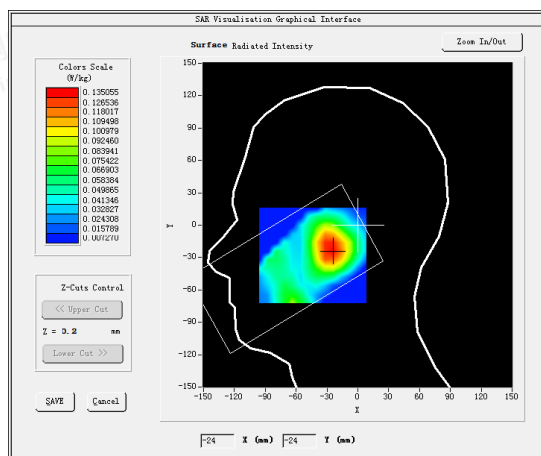 SAR Visualisation Graphical Interface
Surface Radiated Intensity
Zoom In/Out
Colors Scale
(W/kg)
0.135055
0.126536
0.118017
0.109498
0.100979
0.092460
0.083941
0.075422
0.066903
0.058384
0.049865
0.041346
0.032827
0.024308
0.015789
0.007270
Z-Cuts Control
<< Upper Cut
Z = 0.2 mm
Lower Cut >>
SAVE Cancel
Y
150
120
90
60
30
0
-30
-60
-90
-120
-150
-150 -120 -90 -60 -30 0 30 60 90 120 150
X
-24 X (mm) -24 Y (mm)